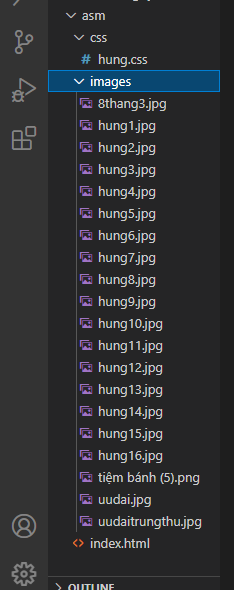 asm
css
# hung.css
images
8thang3.jpg
hung1.jpg
hung2.jpg
hung3.jpg
hung4.jpg
hung5.jpg
hung6.jpg
hung7.jpg
hung8.jpg
hung9.jpg
hung10.jpg
hung11.jpg
hung12.jpg
hung13.jpg
hung14.jpg
hung15.jpg
hung16.jpg
tiệm bánh (5).png
uudai.jpg
uudaitrungthu.jpg
<> index.html
OUTLINE